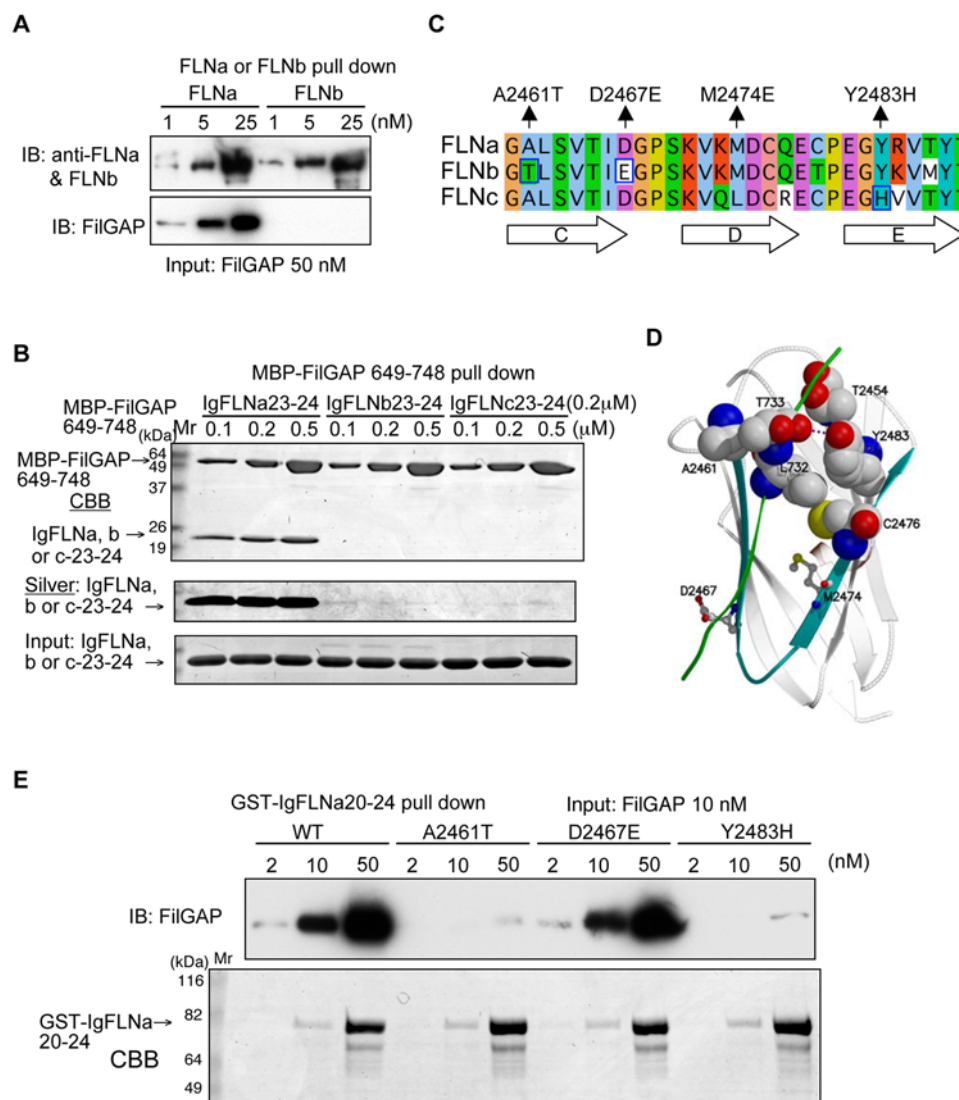 A
FLNa or FLNb pull down
FLNa FLNb
1 5 25 1 5 25 (nM)
IB: anti-FLNa
& FLNb
IB: FilGAP
Input: FilGAP 50 nM
C
A2461T D2467E M2474E Y2483H
FLNa GALSVTIDGPSKVKMDCQECPEGYRVTYT
FLNb GTLSVTIEGPSKVKMDCQETPEGYKVMYT
FLNc GALSVTIDGPSKVQLDCRECPEGHVVTYT
C D E
B
MBP-FilGAP 649-748 pull down
MBP-FilGAP
649-748
IgFLNa23-24 IgFLNb23-24 IgFLNc23-24 (0.2µM)
(kDa) Mr 0.1 0.2 0.5 0.1 0.2 0.5 0.1 0.2 0.5 (µM)
MBP-FilGAP
649-748
CBB
64
49
37
26
19
IgFLNa, b
or c-23-24
Silver: IgFLNa,
b or c-23-24
Input: IgFLNa,
b or c-23-24
D
T2454
T733
Y2483
A2461
L732
C2476
D2467
M2474
E
GST-IgFLNa20-24 pull down Input: FilGAP 10 nM
WT A2461T D2467E Y2483H
2 10 50 2 10 50 2 10 50 2 10 50 (nM)
IB: FilGAP
(kDa) Mr
116
82
64
49
GST-IgFLNa
20-24
CBB